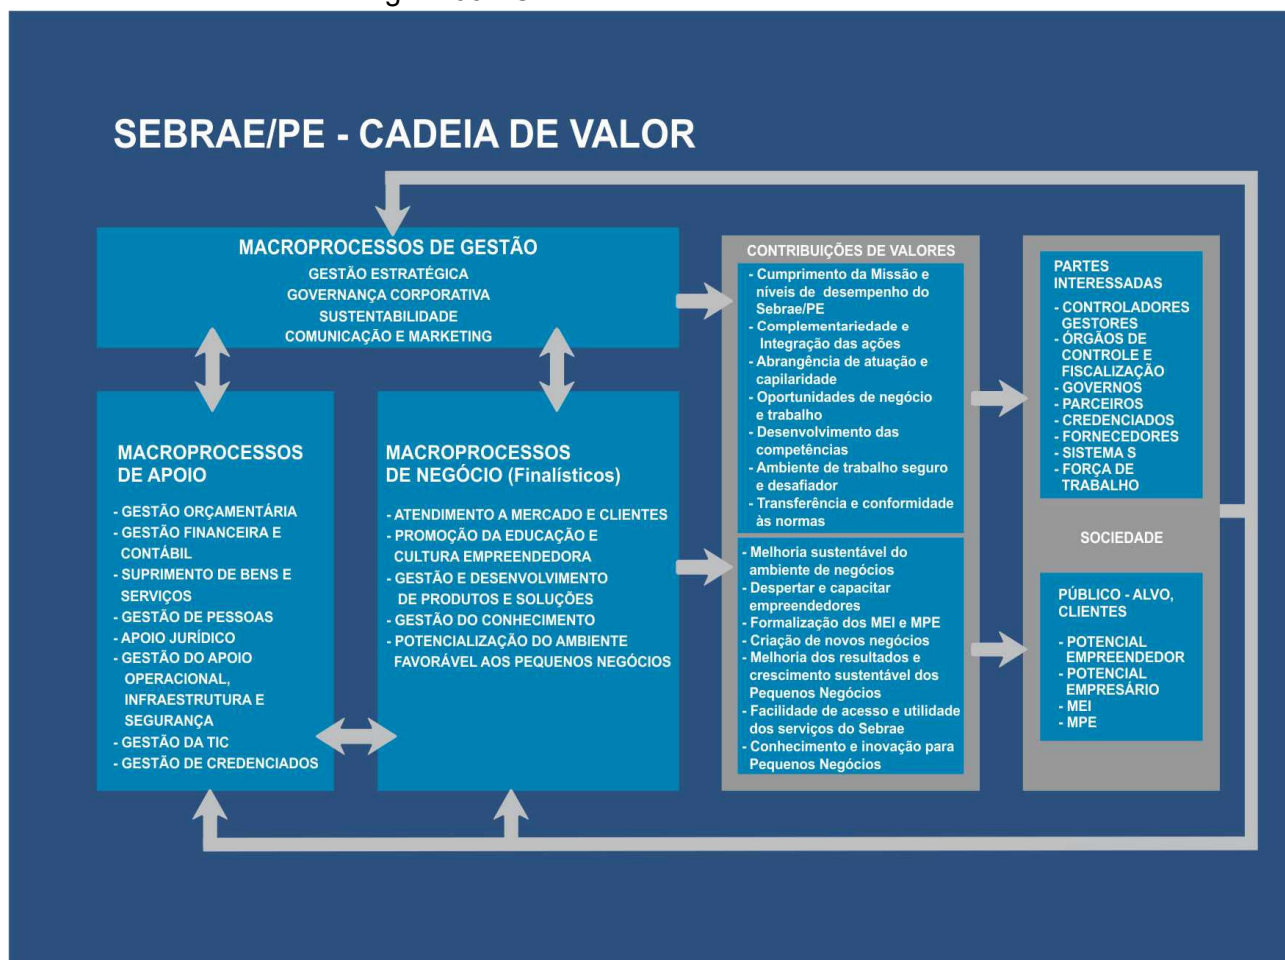 SEBRAE/PE - CADEIA DE VALOR
MACROPROCESSOS DE GESTÃO
GESTÃO ESTRATÉGICA
GOVERNANÇA CORPORATIVA
SUSTENTABILIDADE
COMUNICAÇÃO E MARKETING
MACROPROCESSOS
DE APOIO
- GESTÃO ORÇAMENTÁRIA
- GESTÃO FINANCEIRA E
CONTÁBIL
- SUPRIMENTO DE BENS E
SERVIÇOS
- GESTÃO DE PESSOAS
- APOIO JURÍDICO
- GESTÃO DO APOIO
OPERACIONAL,
INFRAESTRUTURA E
SEGURANÇA
- GESTÃO DA TIC
- GESTÃO DE CREDENCIADOS
MACROPROCESSOS
DE NEGÓCIO (Finalísticos)
- ATENDIMENTO A MERCADO E CLIENTES
- PROMOÇÃO DA EDUCAÇÃO E
CULTURA EMPREENDEDORA
- GESTÃO E DESENVOLVIMENTO
DE PRODUTOS E SOLUÇÕES
- GESTÃO DO CONHECIMENTO
- POTENCIALIZAÇÃO DO AMBIENTE
FAVORÁVEL AOS PEQUENOS NEGÓCIOS
CONTRIBUIÇÕES DE VALORES
- Cumprimento da Missão e
níveis de desempenho do
Sebrae/PE
- Complementariedade e
Integração das ações
- Abrangência de atuação e
capilaridade
- Oportunidades de negócio
e trabalho
- Desenvolvimento das
competências
- Ambiente de trabalho seguro
e desafiador
- Transferência e conformidade
às normas
- Melhoria sustentável do
ambiente de negócios
- Despertar e capacitar
empreendedores
- Formalização dos MEI e MPE
- Criação de novos negócios
- Melhoria dos resultados e
crescimento sustentável dos
Pequenos Negócios
- Facilidade de acesso e utilidade
dos serviços do Sebrae
- Conhecimento e inovação para
Pequenos Negócios
PARTES
INTERESSADAS
- CONTROLADORES
GESTORES
- ÓRGÃOS DE
CONTROLE E
FISCALIZAÇÃO
- GOVERNOS
- PARCEIROS
- CREDENCIADOS
- FORNECEDORES
- SISTEMA S
- FORÇA DE
TRABALHO
SOCIEDADE
PÚBLICO - ALVO,
CLIENTES
- POTENCIAL
EMPREENDEDOR
- POTENCIAL
EMPRESÁRIO
- MEI
- MPE